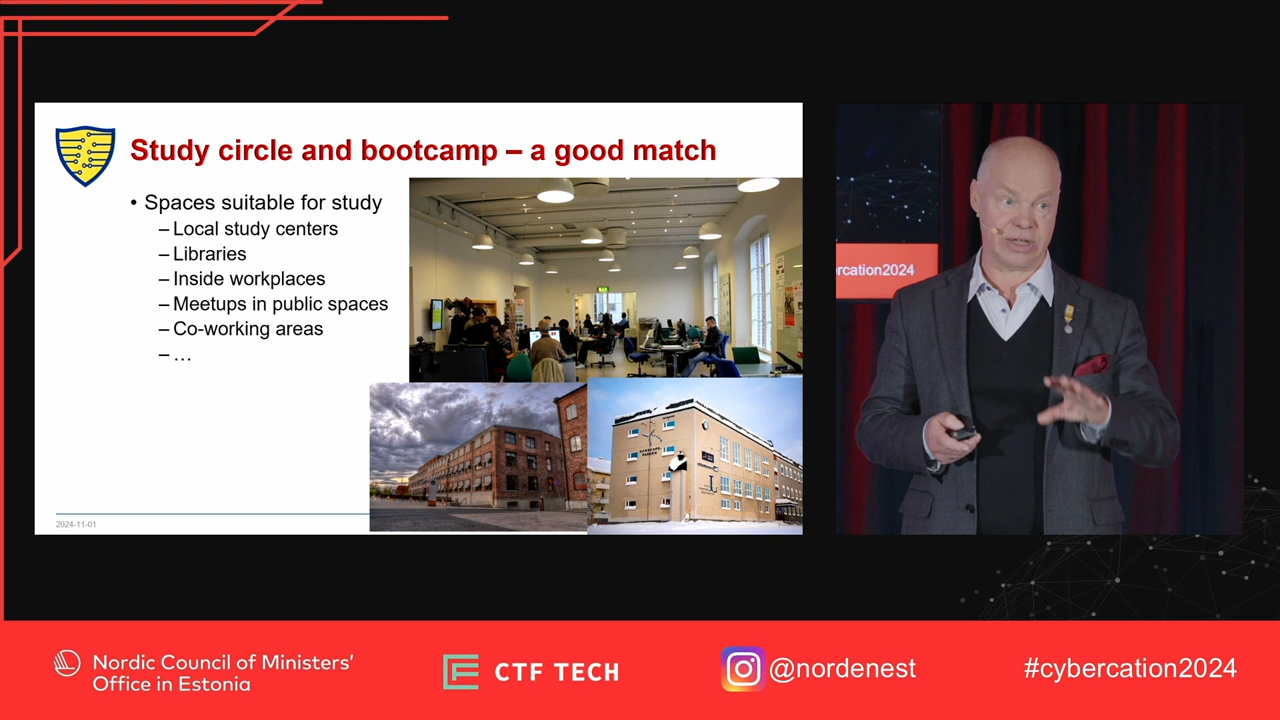 Study circle and bootcamp – a good match
• Spaces suitable for study
– Local study centers
– Libraries
– Inside workplaces
– Meetups in public spaces
– Co-working areas
– …
2024-11-01
ercation2024
Nordic Council of Ministers'
Office in Estonia
CTF TECH
@nordenest
#cybercation2024